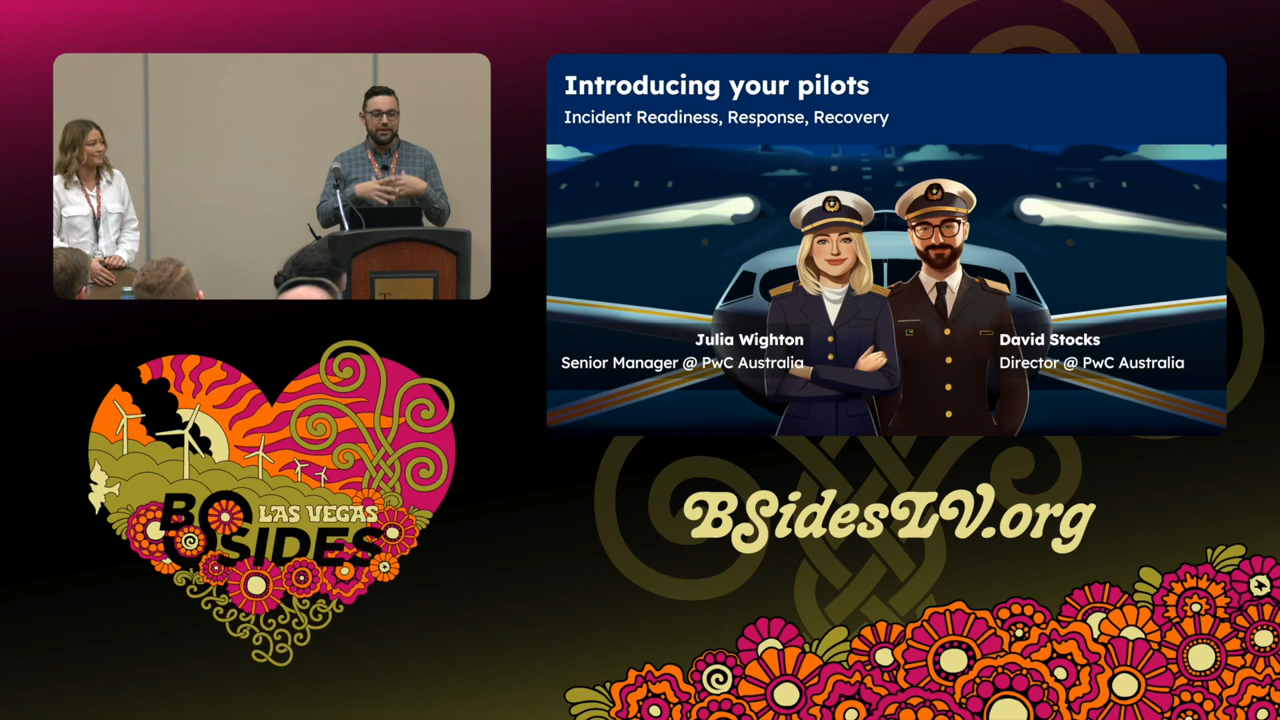 Introducing your pilots
Incident Readiness, Response, Recovery
Julia Wighton
Senior Manager @ PwC Australia
David Stocks
Director @ PwC Australia
LAS VEGAS
BSIDES
BSidesLV.org